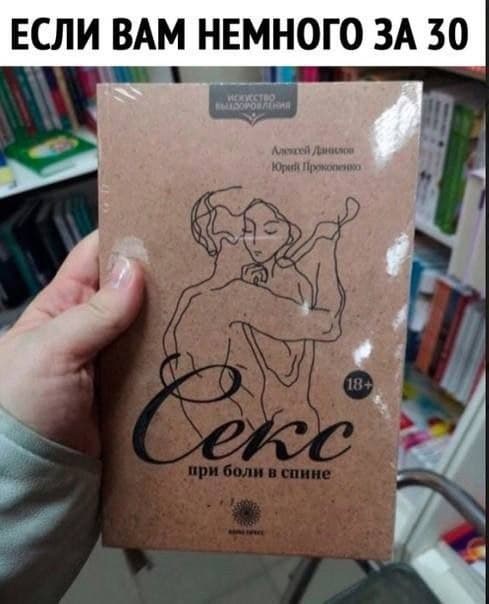 ЕСЛИ ВАМ НЕМНОГО ЗА 30
ИСКУССТВО
ВЫЗДОРОВЛЕНИЯ
Алексей Данилов
Юрий Прокопенко
18+
Секс
при боли в спине